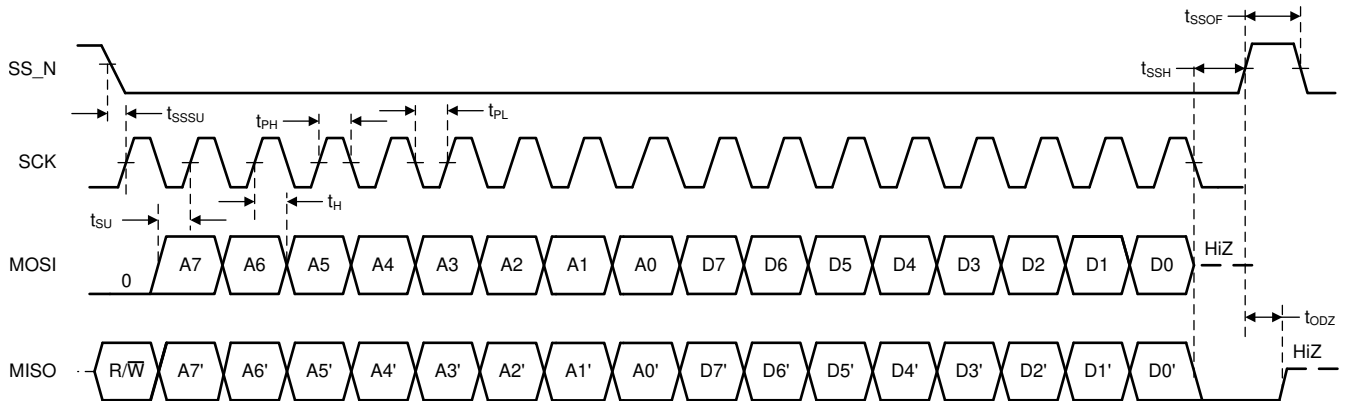 tSSOF
SS_N
tSSH
tSSSU
tPH
tPL
SCK
tSU
tH
MOSI 0 A7 A6 A5 A4 A3 A2 A1 A0 D7 D6 D5 D4 D3 D2 D1 D0 HiZ
tODZ
MISO R/W̅ A7' A6' A5' A4' A3' A2' A1' A0' D7' D6' D5' D4' D3' D2' D1' D0' HiZ